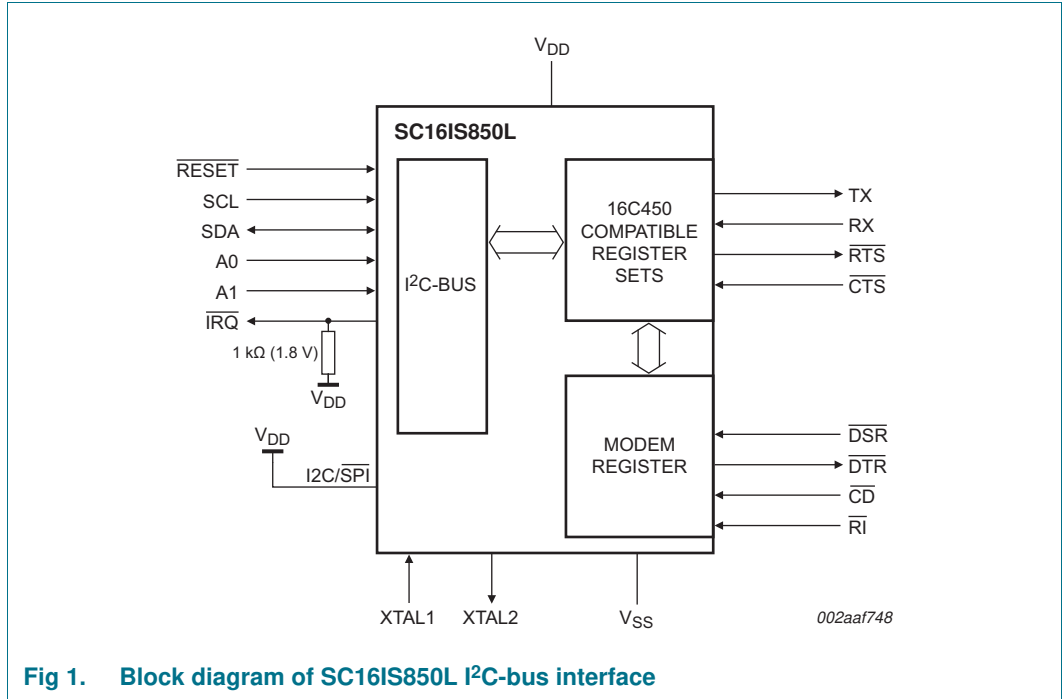 VDD
SC16IS850L
RESET
SCL
SDA
A0
A1
IRQ
1 kΩ (1.8 V)
VDD
VDD
I2C/SPI
I²C-BUS
16C450
COMPATIBLE
REGISTER
SETS
MODEM
REGISTER
TX
RX
RTS
CTS
DSR
DTR
CD
RI
XTAL1
XTAL2
VSS
002aaf748
Fig 1. Block diagram of SC16IS850L I²C-bus interface